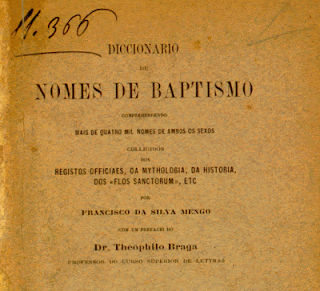 11.366
DICCIONARIO
DE
NOMES DE BAPTISMO
COMPREHENDENDO
MAIS DE QUATRO MIL NOMES DE AMBOS OS SEXOS
COLLIGIDOS
DOS
REGISTOS OFFICIAES, DA MYTHOLOGIA, DA HISTORIA,
DOS «FLOS SANCTORUM», ETC
POR
FRANCISCO DA SILVA MENGO
COM UM PREFACIO DO
Dr. Theophilo Braga
PROFESSOR DO CURSO SUPERIOR DE LETTRAS